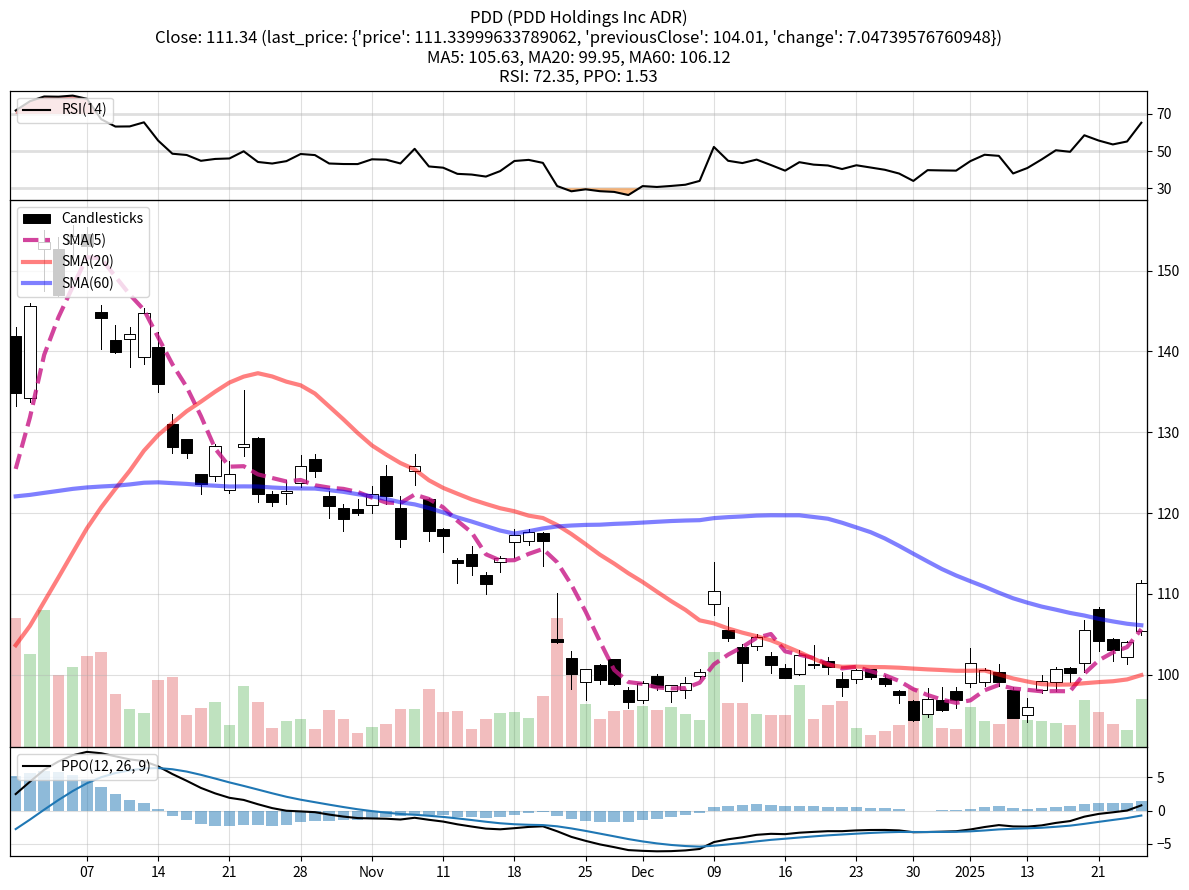 PDD (PDD Holdings Inc ADR)
Close: 111.34 (last_price: {'price': 111.33999633789062, 'previousClose': 104.01, 'change': 7.04739576760948})
MA5: 105.63, MA20: 99.95, MA60: 106.12
RSI: 72.35, PPO: 1.53
RSI(14)
70
50
30
Candlesticks
SMA(5)
SMA(20)
SMA(60)
150
140
130
120
110
100
PPO(12, 26, 9)
5
0
−5
07 14 21 28 Nov 11 18 25 Dec 09 16 23 30 2025 13 21